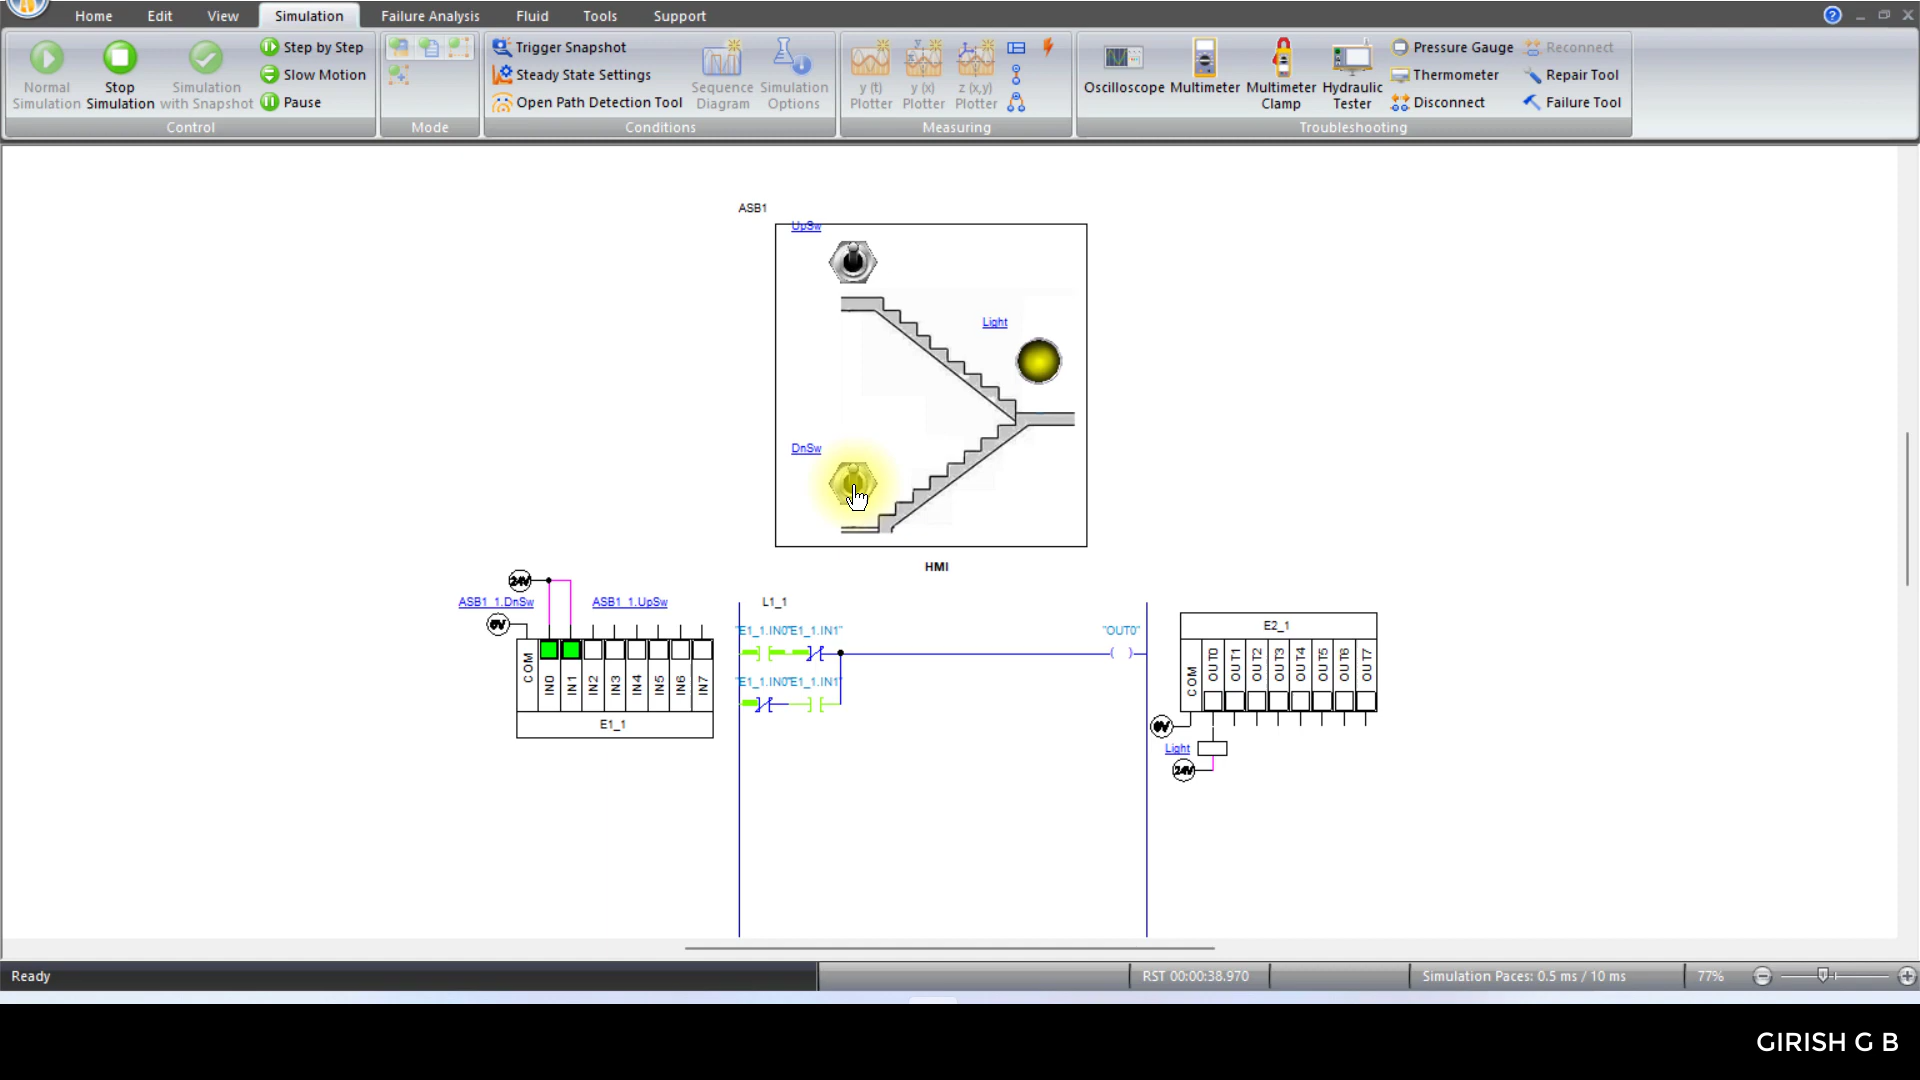 Home Edit View Simulation Failure Analysis Fluid Tools Support
Normal Simulation
Stop Simulation
Simulation with Snapshot
Step by Step
Slow Motion
Pause
Control
Mode
Trigger Snapshot
Steady State Settings
Open Path Detection Tool
Sequence Diagram
Simulation Options
Conditions
y (t) Plotter
y (x) Plotter
z (x,y) Plotter
Measuring
Oscilloscope
Multimeter
Multimeter Clamp
Hydraulic Tester
Pressure Gauge
Thermometer
Disconnect
Reconnect
Repair Tool
Failure Tool
Troubleshooting
ASB1
UpSw
Light
DnSw
HMI
24V
ASB1_1.DnSw
ASB1_1.UpSw
0V
COM IN0 IN1 IN2 IN3 IN4 IN5 IN6 IN7
E1_1
L1_1
"E1_1.IN0"E1_1.IN1"
"OUT0"
"E1_1.IN0"E1_1.IN1"
E2_1
COM OUT0 OUT1 OUT2 OUT3 OUT4 OUT5 OUT6 OUT7
0V
Light
24V
Ready
RST 00:00:38.970
Simulation Paces: 0.5 ms / 10 ms
77%
GIRISH G B